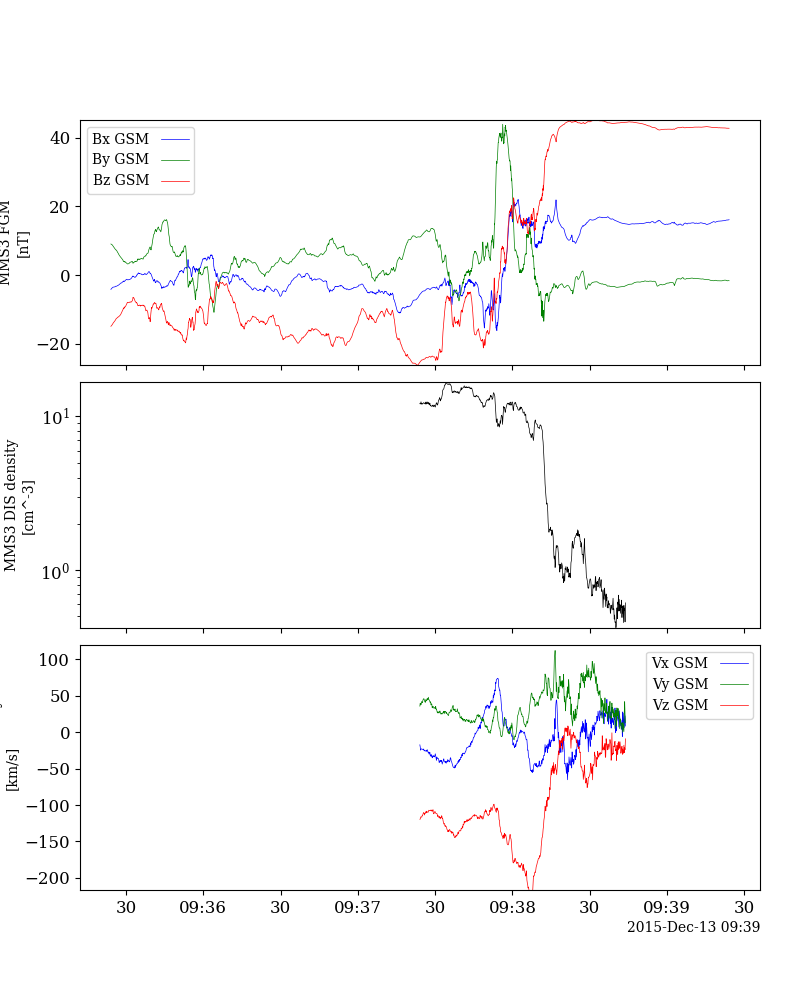 MMS3 FGM
[nT]
40
20
0
−20
Bx GSM
By GSM
Bz GSM
MMS3 DIS density
[cm^-3]
10^1
10^0
[km/s]
100
50
0
−50
−100
−150
−200
Vx GSM
Vy GSM
Vz GSM
30 09:36 30 09:37 30 09:38 30 09:39 30
2015-Dec-13 09:39